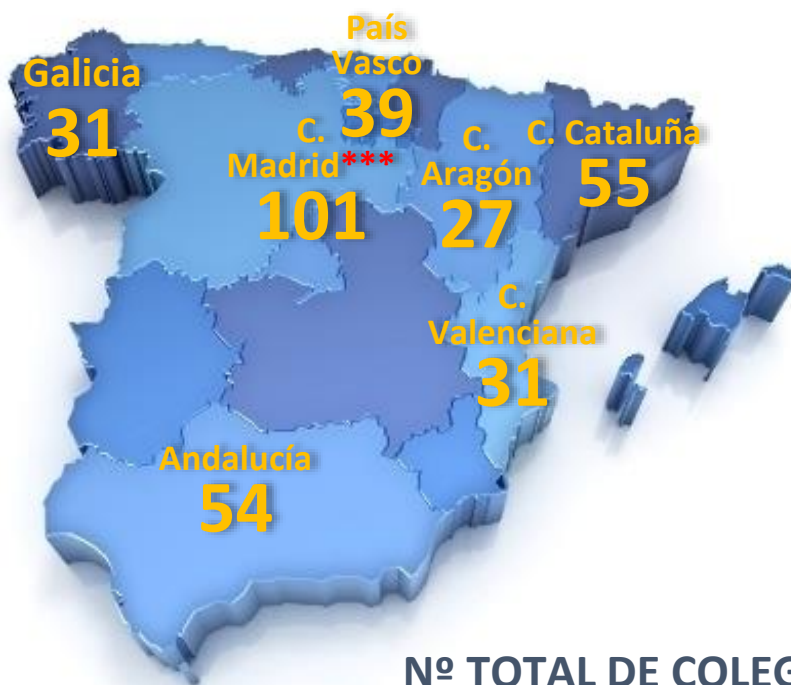 País
Vasco
39
Galicia
31
C.
Madrid***
101
C.
Aragón
27
C. Cataluña
55
C.
Valenciana
31
Andalucía
54
Nº TOTAL DE COLEG